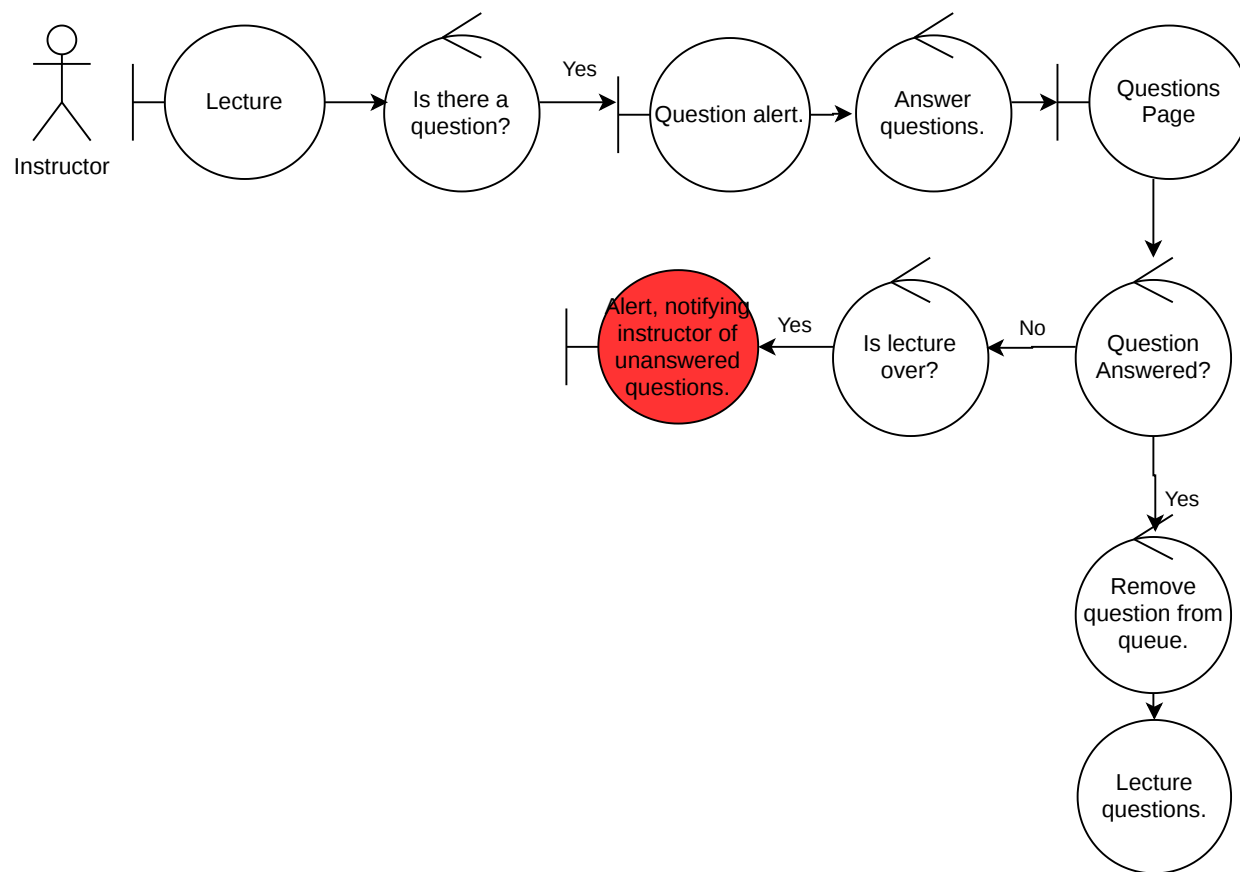 Instructor
Lecture
Is there a
question?
Yes
Question alert.
Answer
questions.
Questions
Page
Alert, notifying
instructor of
unanswered
questions.
Yes
Is lecture
over?
No
Question
Answered?
Yes
Remove
question from
queue.
Lecture
questions.